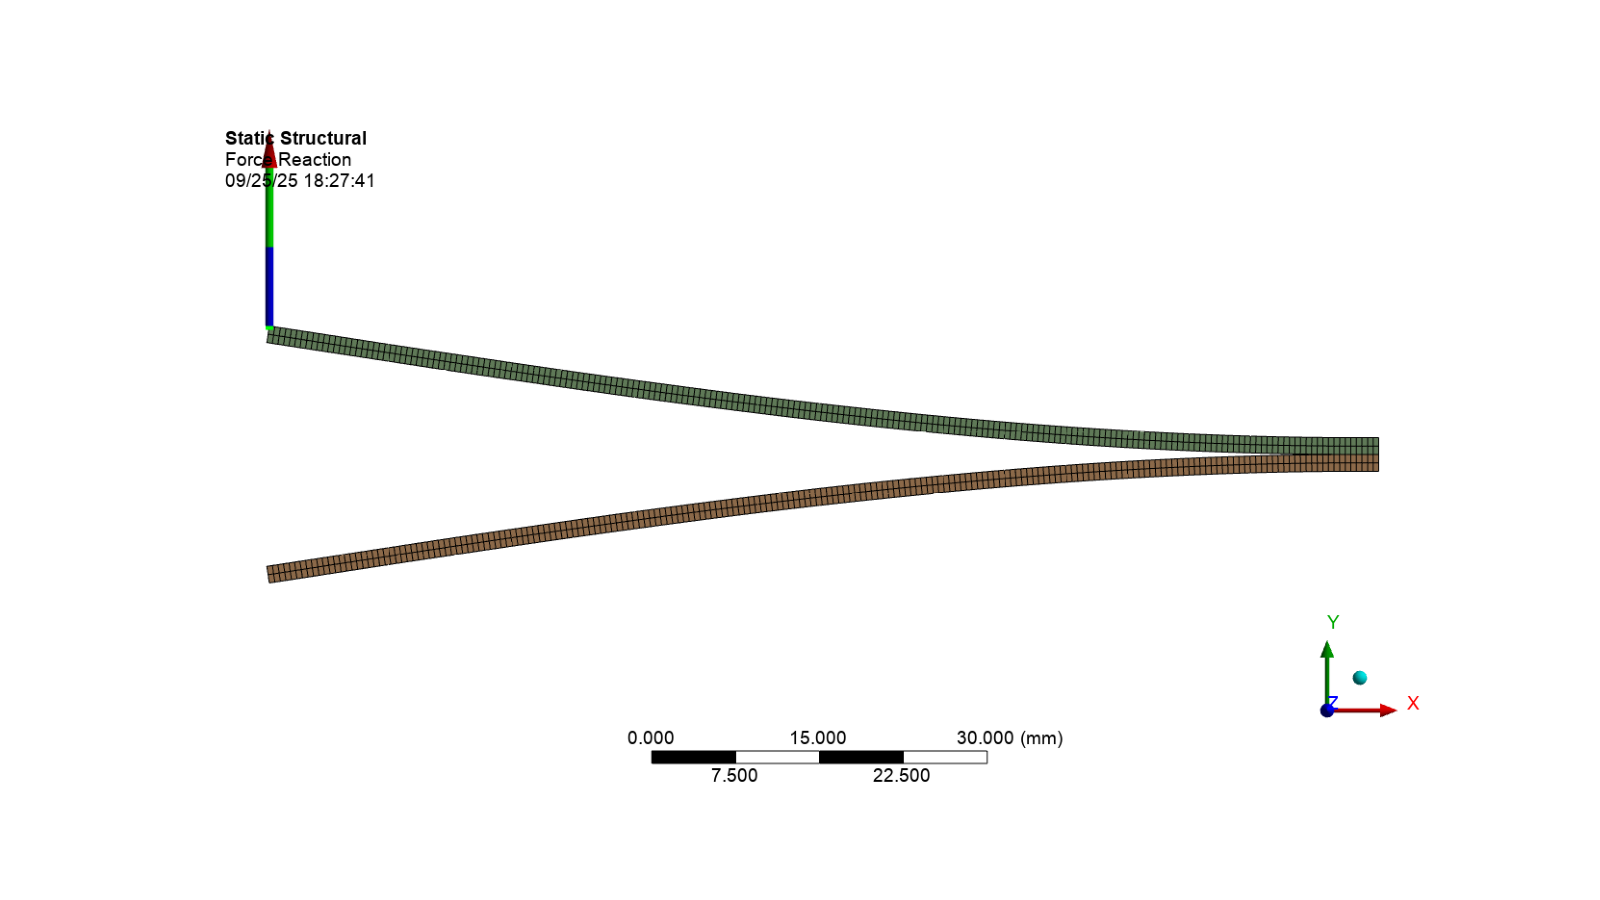 Static Structural
Force Reaction
09/25/25 18:27:41
Y
Z
X
0.000 15.000 30.000 (mm)
7.500 22.500